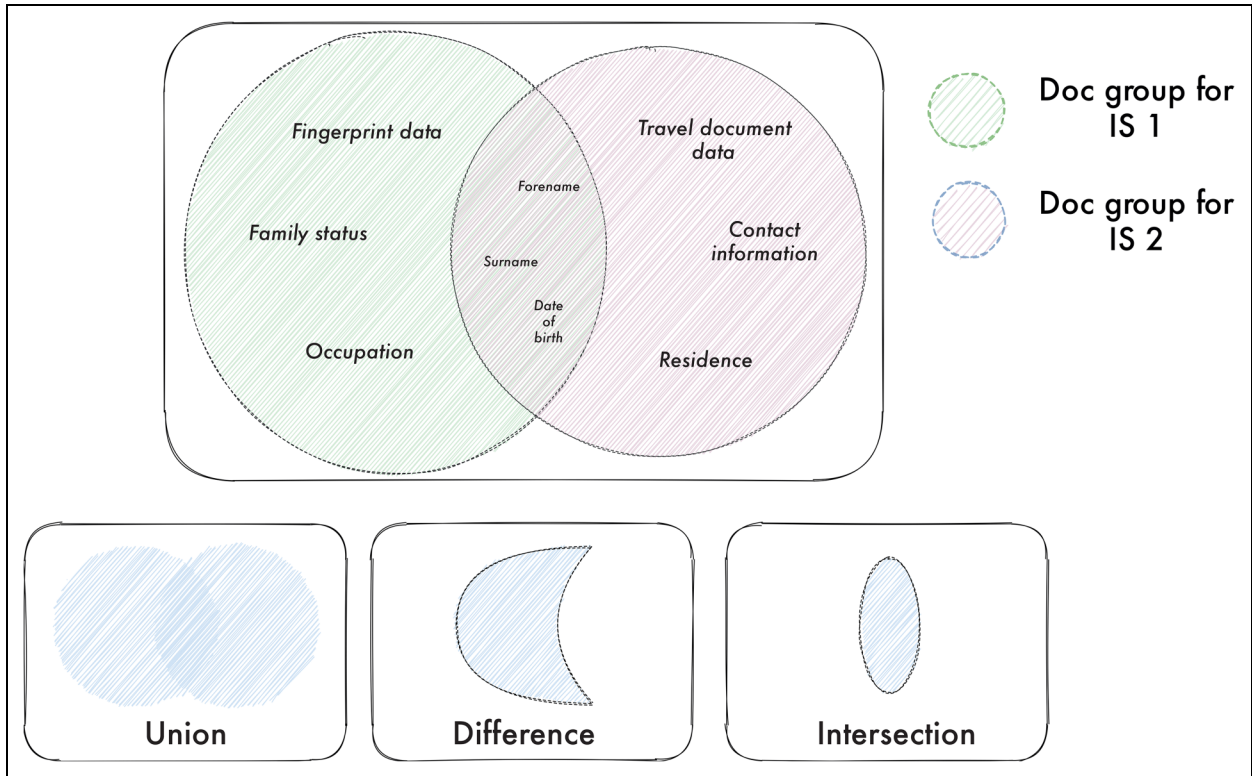 Fingerprint data
Family status
Occupation
Forename
Surname
Date
of
birth
Travel document
data
Contact
information
Residence
Doc group for
IS 1
Doc group for
IS 2
Union
Difference
Intersection